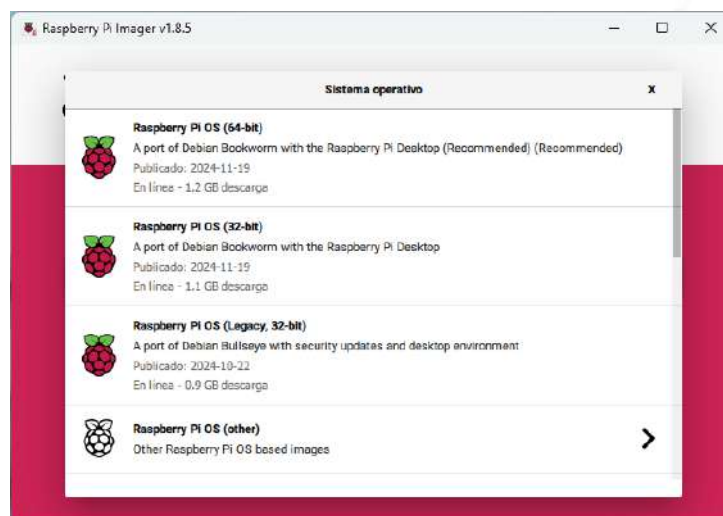 Raspberry Pi Imager v1.8.5
Sistema operativo
x
Raspberry Pi OS (64-bit)
A port of Debian Bookworm with the Raspberry Pi Desktop (Recommended) (Recommended)
Publicado: 2024-11-19
En línea - 1.2 GB descarga
Raspberry Pi OS (32-bit)
A port of Debian Bookworm with the Raspberry Pi Desktop
Publicado: 2024-11-19
En línea - 1.1 GB descarga
Raspberry Pi OS (Legacy, 32-bit)
A port of Debian Bullseye with security updates and desktop environment
Publicado: 2024-10-22
En línea - 0.9 GB descarga
Raspberry Pi OS (other)
Other Raspberry Pi OS based images